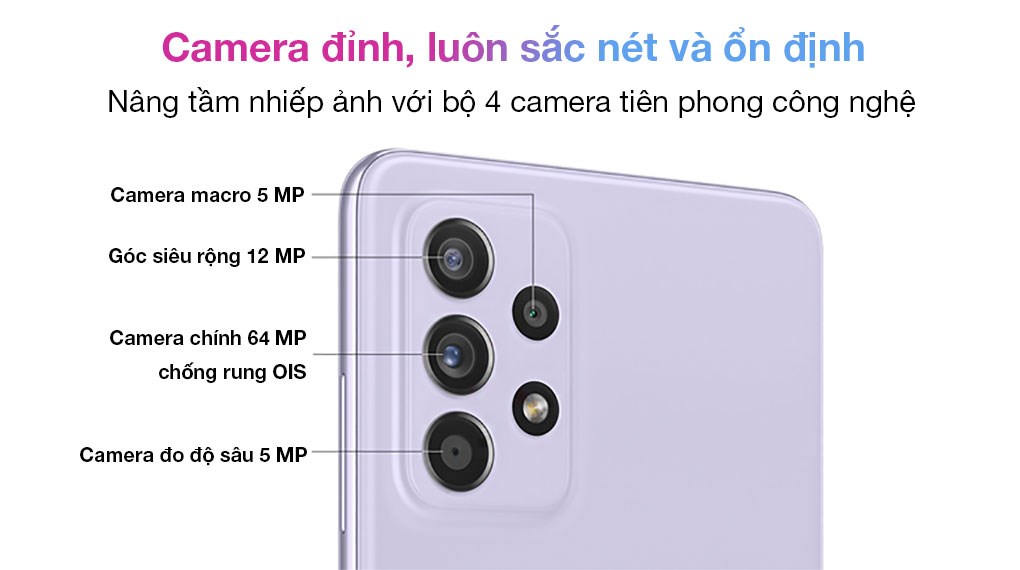 Camera đỉnh, luôn sắc nét và ổn định
Nâng tầm nhiếp ảnh với bộ 4 camera tiên phong công nghệ
Camera macro 5 MP
Góc siêu rộng 12 MP
Camera chính 64 MP
chống rung OIS
Camera đo độ sâu 5 MP